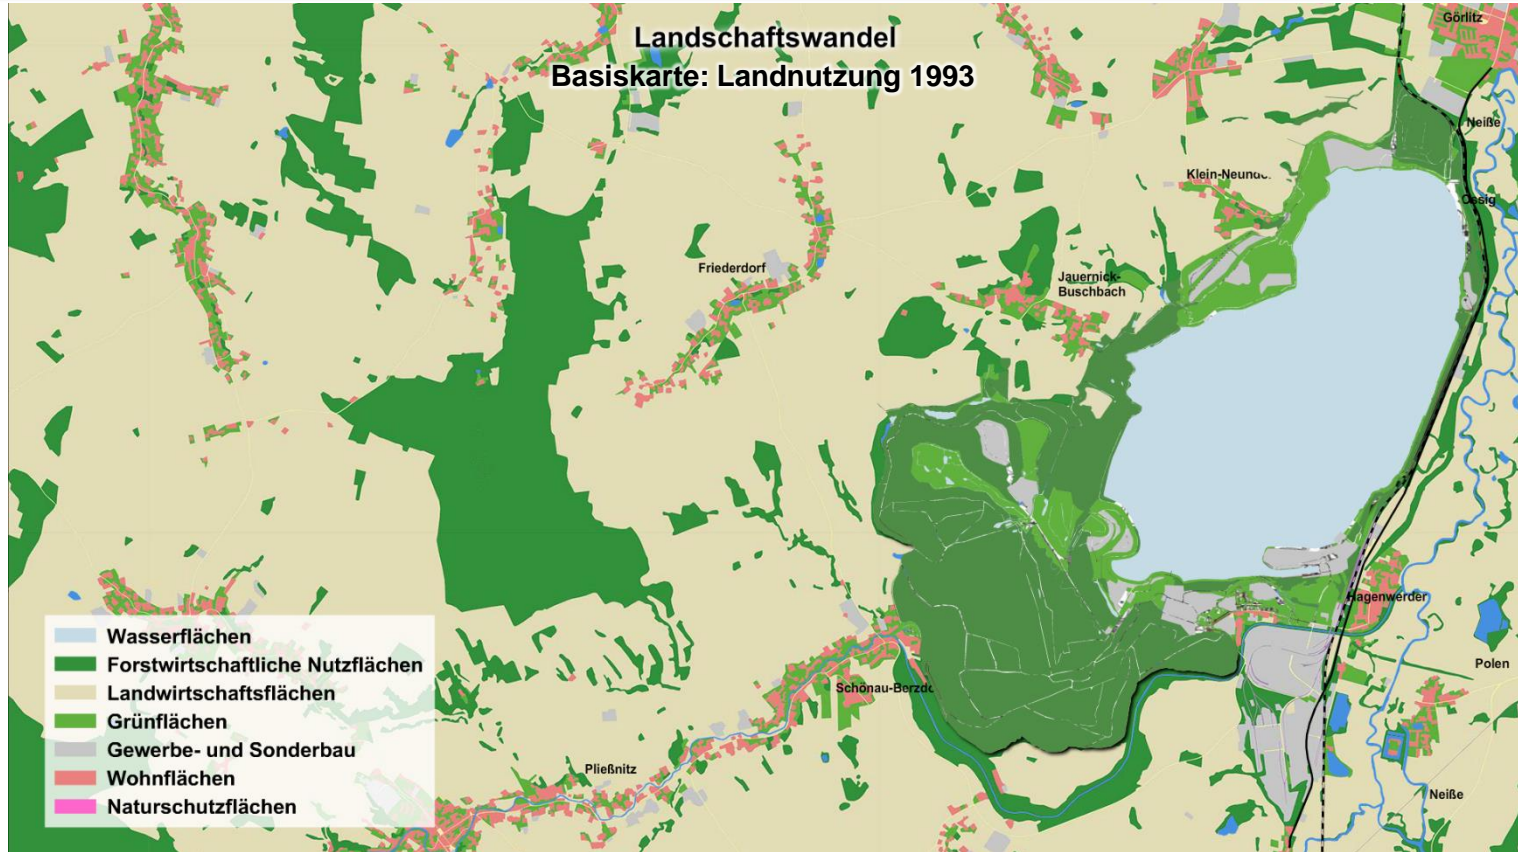 Landschaftswandel
Basiskarte: Landnutzung 1993
Görlitz
Neiße
Klein-Neundo
Ossig
Friederdorf
Jauernick-
Buschbach
Hagenwerder
Polen
Schönau-Berzdo
Pließnitz
Neiße
Wasserflächen
Forstwirtschaftliche Nutzflächen
Landwirtschaftsflächen
Grünflächen
Gewerbe- und Sonderbau
Wohnflächen
Naturschutzflächen